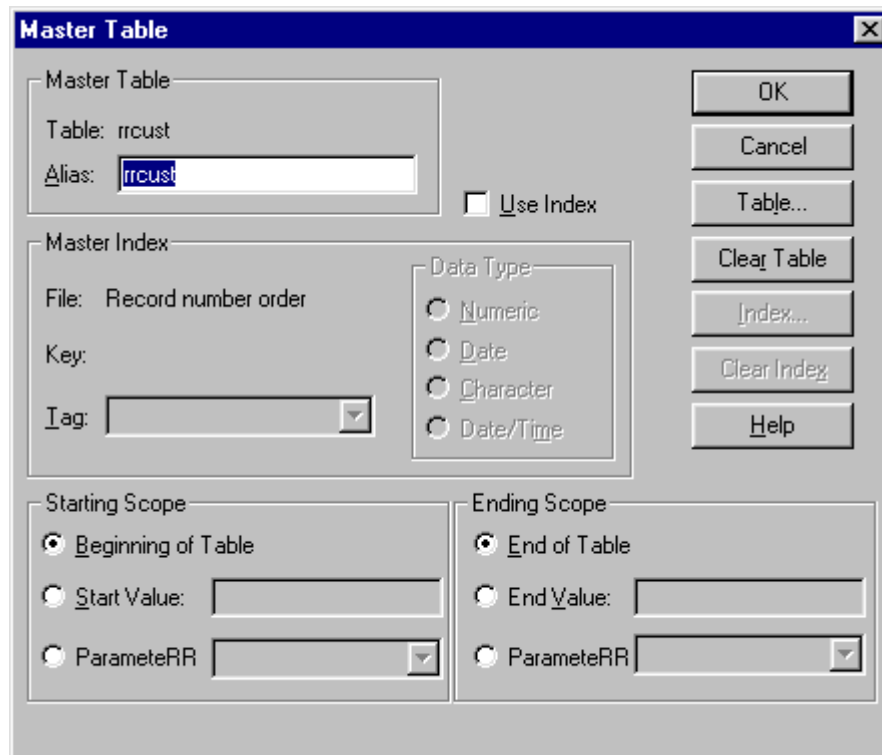 Master Table
Master Table
Table: rrcust
Alias: rrcust
Use Index
OK
Cancel
Table...
Clear Table
Index...
Clear Index
Help
Master Index
File: Record number order
Key:
Tag:
Data Type
Numeric
Date
Character
Date/Time
Starting Scope
Beginning of Table
Start Value:
ParameteRR
Ending Scope
End of Table
End Value:
ParameteRR